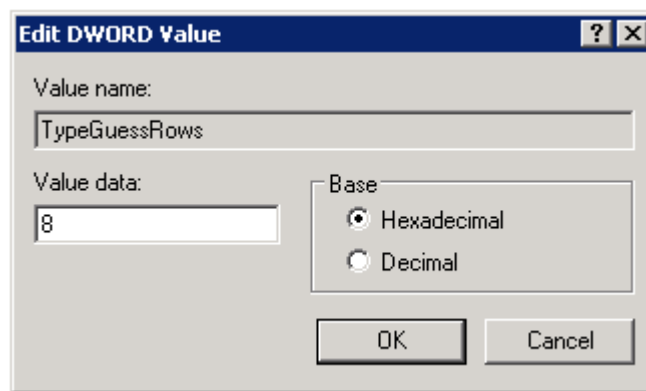 Edit DWORD Value
Value name:
TypeGuessRows
Value data:
8
Base
Hexadecimal
Decimal
OK
Cancel